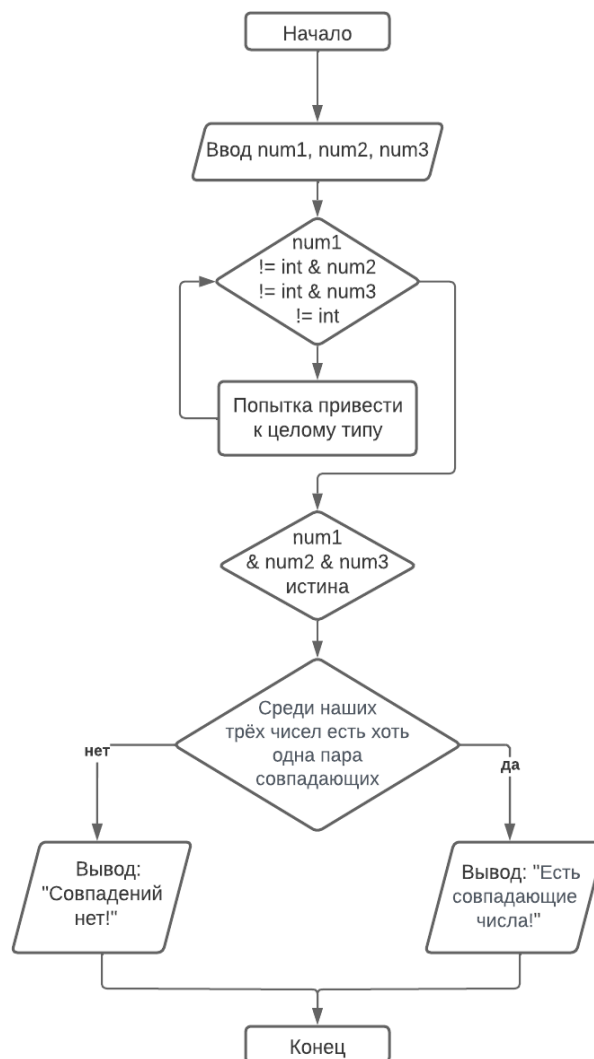 Начало
Ввод num1, num2, num3
num1
!= int & num2
!= int & num3
!= int
Попытка привести
к целому типу
num1
& num2 & num3
истина
Среди наших
трёх чисел есть хоть
одна пара
совпадающих
нет
да
Вывод:
"Совпадений
нет!"
Вывод: "Есть
совпадающие
числа!"
Конец